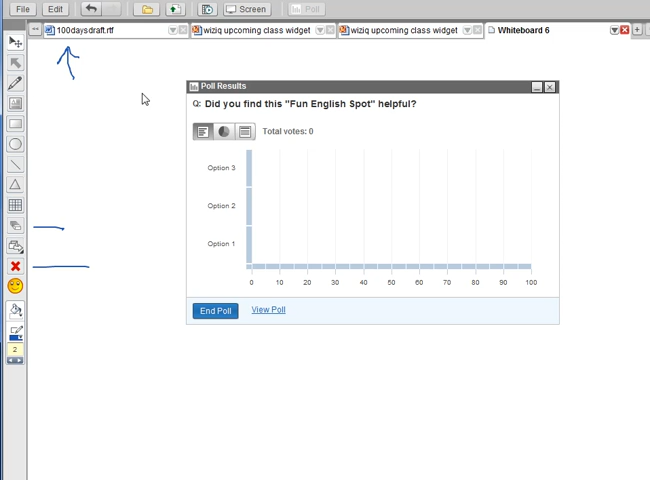 File Edit Screen Poll
100daysdraft.rtf wiziq upcoming class widget wiziq upcoming class widget Whiteboard 6
Poll Results
Q: Did you find this "Fun English Spot" helpful?
Total votes: 0
Option 3
Option 2
Option 1
0 10 20 30 40 50 60 70 80 90 100
End Poll View Poll
2